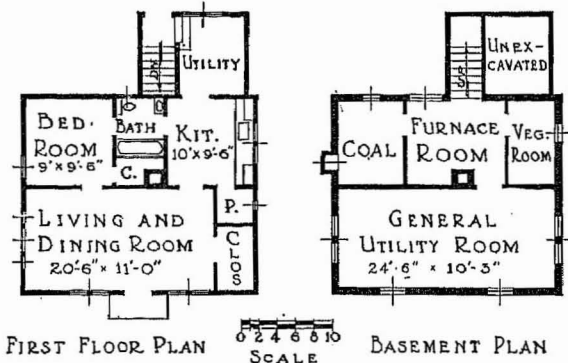 DN
UTILITY
BED-
ROOM
9' × 9'-6"
BATH
C.
KIT.
10' × 9'-6"
P.
CLOS
LIVING AND
DINING ROOM
20'-6" × 11'-0"
FIRST FLOOR PLAN
0 2 4 6 8 10
SCALE
UP
UNEX-
CAVATED
COAL
FURNACE
ROOM
VEG-
ROOM
GENERAL
UTILITY ROOM
24'-6" × 10'-3"
BASEMENT PLAN